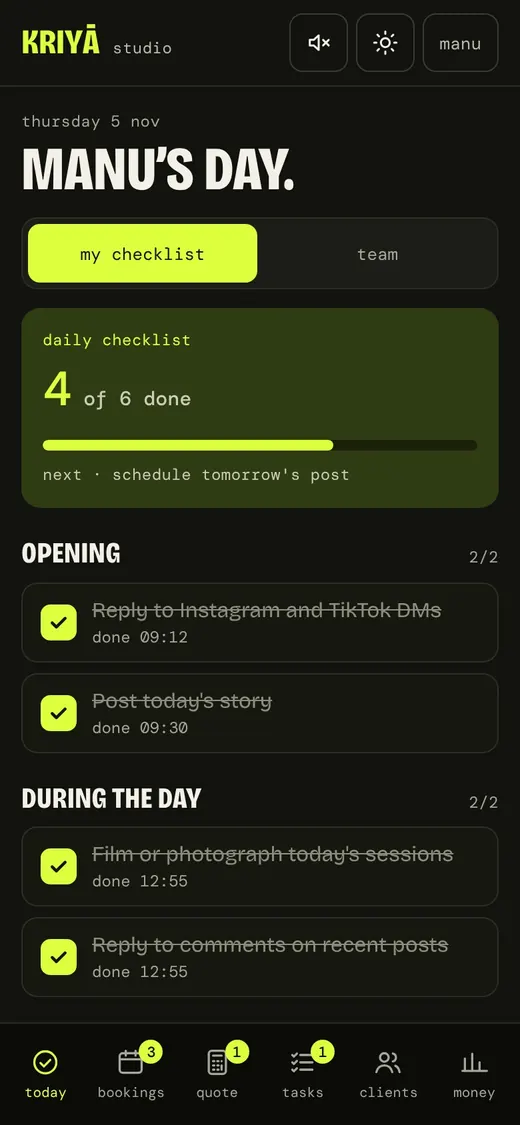 KRIYĀ studio
manu
thursday 5 nov
MANU'S DAY.
my checklist
team
daily checklist
4 of 6 done
next · schedule tomorrow's post
OPENING
2/2
Reply to Instagram and TikTok DMs
done 09:12
Post today's story
done 09:30
DURING THE DAY
2/2
Film or photograph today's sessions
done 12:55
Reply to comments on recent posts
done 12:55
3
1
1
today
bookings
quote
tasks
clients
money